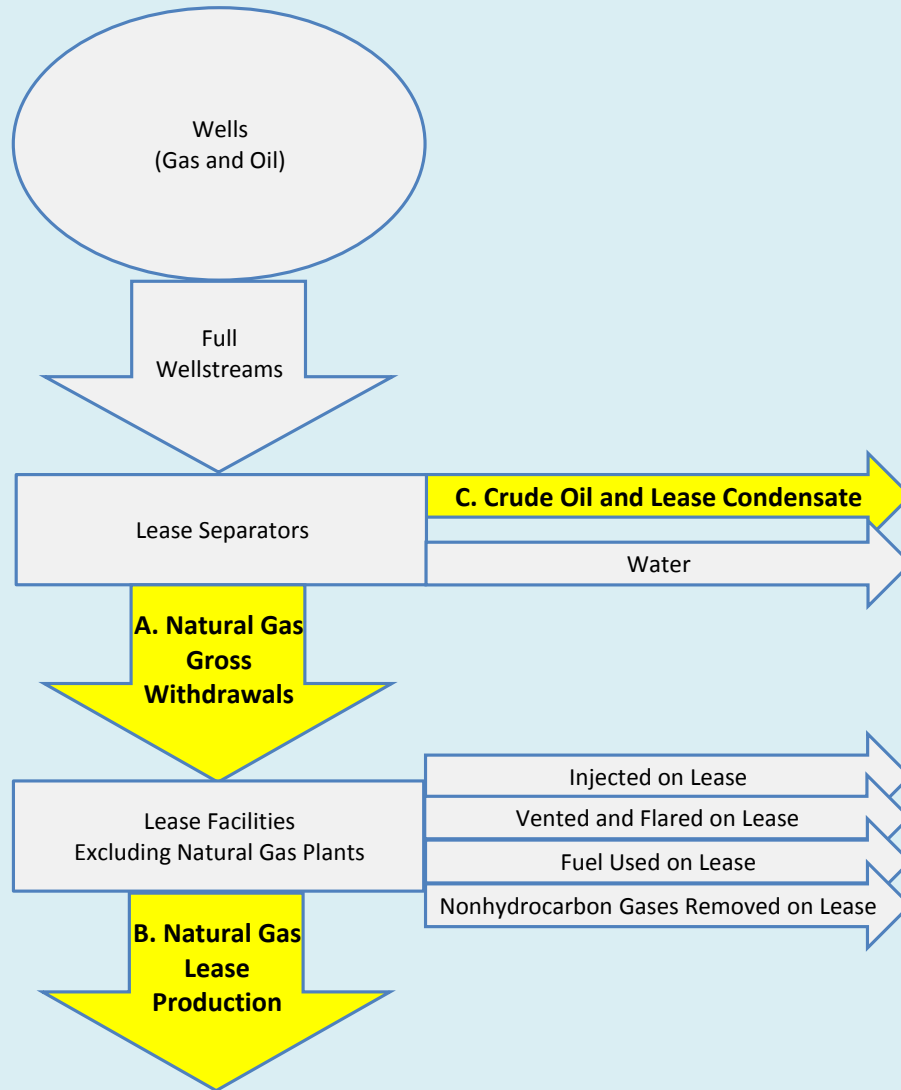 Wells
(Gas and Oil)
Full
Wellstreams
Lease Separators
C. Crude Oil and Lease Condensate
Water
A. Natural Gas
Gross
Withdrawals
Lease Facilities
Excluding Natural Gas Plants
Injected on Lease
Vented and Flared on Lease
Fuel Used on Lease
Nonhydrocarbon Gases Removed on Lease
B. Natural Gas
Lease
Production